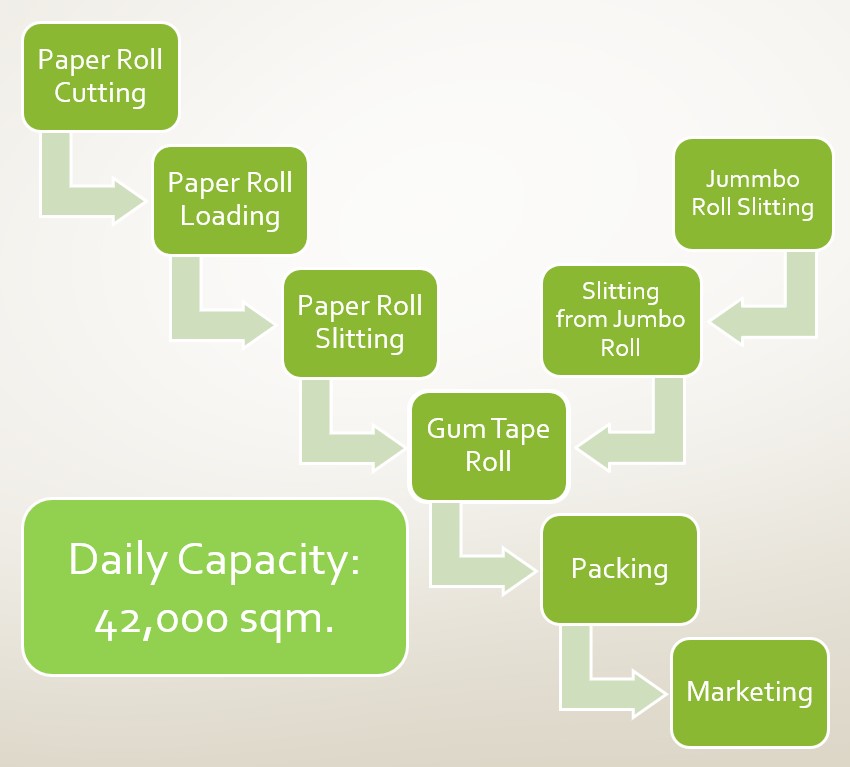 Paper Roll
Cutting
Paper Roll
Loading
Jummbo
Roll Slitting
Paper Roll
Slitting
Slitting
from Jumbo
Roll
Gum Tape
Roll
Daily Capacity:
42,000 sqm.
Packing
Marketing